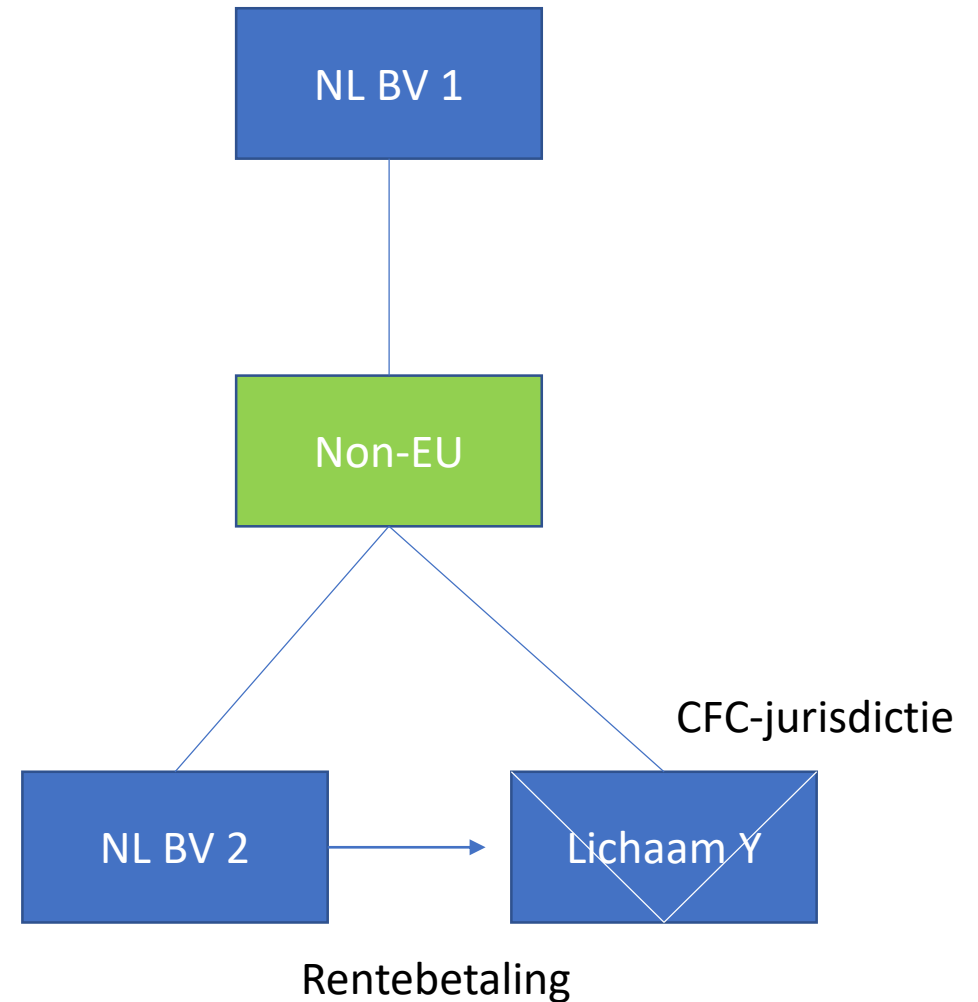 NL BV 1
Non-EU
CFC-jurisdictie
NL BV 2
Lichaam Y
Rentebetaling